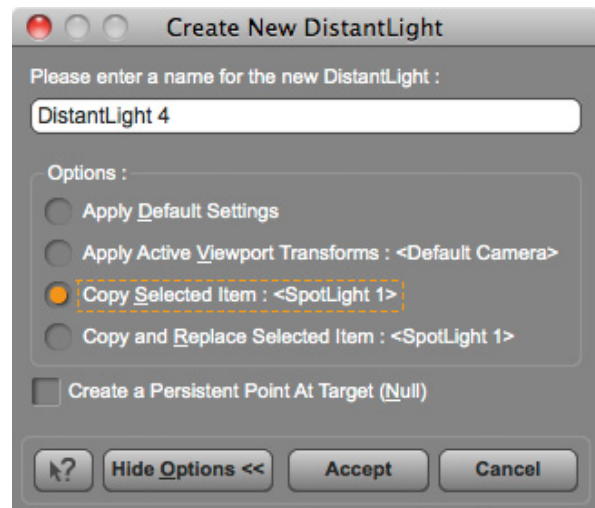 Create New DistantLight
Please enter a name for the new DistantLight :
DistantLight 4
Options :
Apply Default Settings
Apply Active Viewport Transforms : <Default Camera>
Copy Selected Item : <SpotLight 1>
Copy and Replace Selected Item : <SpotLight 1>
Create a Persistent Point At Target (Null)
? Hide Options << Accept Cancel